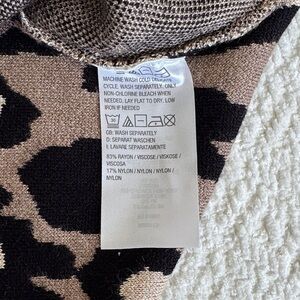 MACHINE WASH COLD DELICATE
CYCLE. WASH SEPARATELY. ONLY
NON-CHLORINE BLEACH WHEN
NEEDED, LAY FLAT TO DRY. LOW
IRON IF NEEDED
30
GB: WASH SEPARATELY
D: SEPARAT WASCHEN
I: LAVARE SEPARATAMENTE
83% RAYON / VISCOSE / VISKOSE /
VISCOSA
17% NYLON / NYLON / NYLON /
NYLON